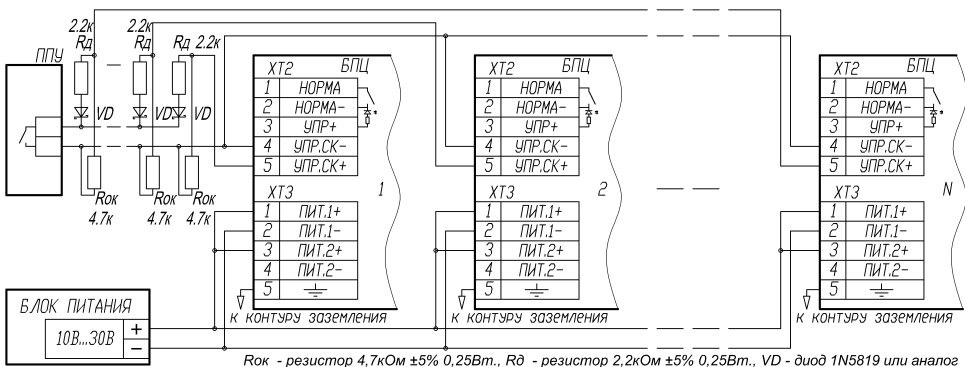 2.2к
Rд
2.2к
Rд
Rд 2.2к
ППУ
VD
VD
VD
Rок
4.7к
Rок
4.7к
Rок
4.7к
XT2 БПЦ
1 НОРМА
2 НОРМА-
3 УПР+
4 УПР.СК-
5 УПР.СК+
1
XT3
1 ПИТ.1+
2 ПИТ.1-
3 ПИТ.2+
4 ПИТ.2-
5
К КОНТУРУ ЗАЗЕМЛЕНИЯ
XT2 БПЦ
1 НОРМА
2 НОРМА-
3 УПР+
4 УПР.СК-
5 УПР.СК+
2
XT3
1 ПИТ.1+
2 ПИТ.1-
3 ПИТ.2+
4 ПИТ.2-
5
К КОНТУРУ ЗАЗЕМЛЕНИЯ
XT2 БПЦ
1 НОРМА
2 НОРМА-
3 УПР+
4 УПР.СК-
5 УПР.СК+
N
XT3
1 ПИТ.1+
2 ПИТ.1-
3 ПИТ.2+
4 ПИТ.2-
5
К КОНТУРУ ЗАЗЕМЛЕНИЯ
БЛОК ПИТАНИЯ
10В...30В
+
−
Rок - резистор 4,7кОм ±5% 0,25Вт., Rд - резистор 2,2кОм ±5% 0,25Вт., VD - диод 1N5819 или аналог